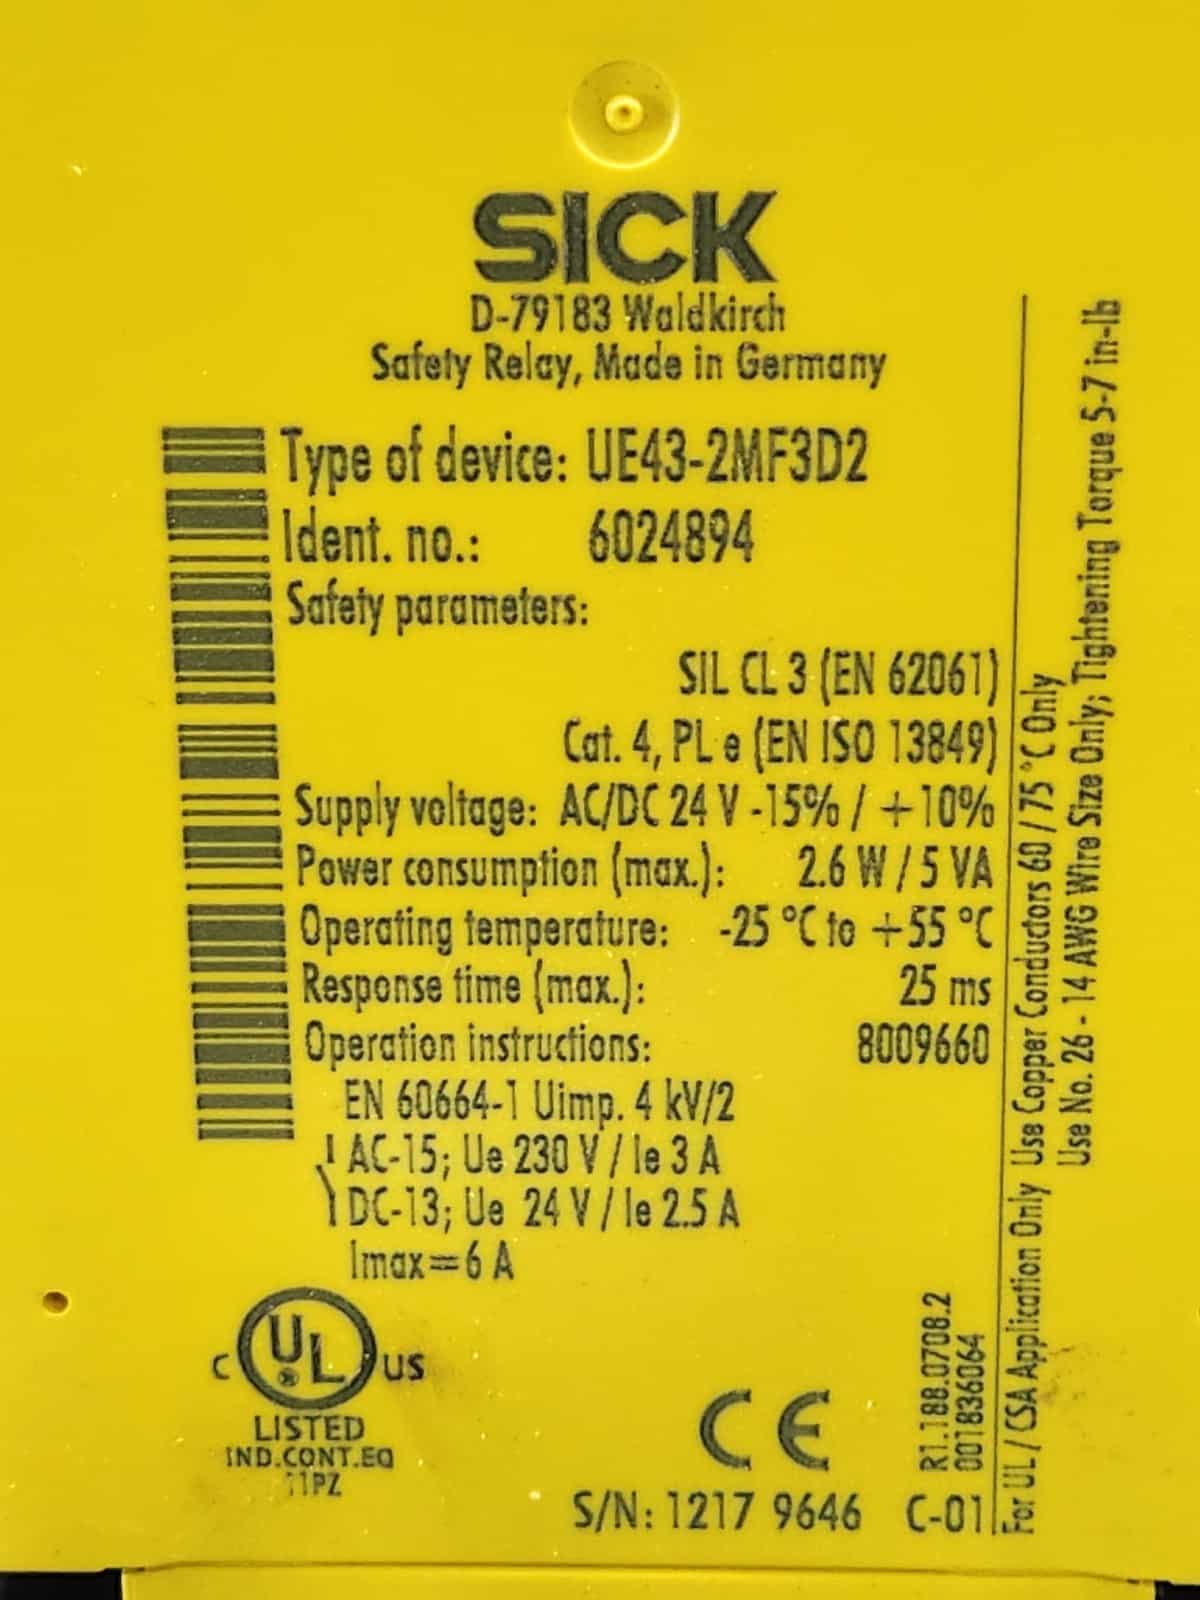 SICK
D-79183 Waldkirch
Safety Relay, Made in Germany
Type of device: UE43-2MF3D2
Ident. no.: 6024894
Safety parameters:
SIL CL 3 (EN 62061)
Cat. 4, PL e (EN ISO 13849)
Supply voltage: AC/DC 24 V -15% / +10%
Power consumption (max.): 2.6 W / 5 VA
Operating temperature: -25 °C to +55 °C
Response time (max.): 25 ms
Operation instructions: 8009660
EN 60664-1 Uimp. 4 kV/2
AC-15; Ue 230 V / Ie 3 A
DC-13; Ue 24 V / Ie 2.5 A
Imax=6 A
C UL US
®
LISTED
IND.CONT.EQ
11PZ
CE
S/N: 1217 9646 C-01
R1.188.0708.2
001836064
For UL / CSA Application Only Use Copper Conductors 60 / 75 °C Only
Use No. 26 - 14 AWG Wire Size Only; Tightening Torque 5-7 in-lb